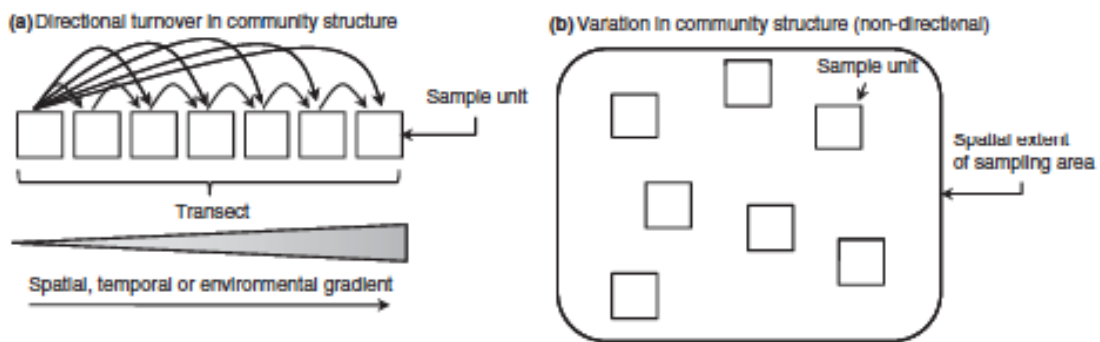 (a) Directional turnover in community structure
Sample unit
Transect
Spatial, temporal or environmental gradient
(b) Variation in community structure (non-directional)
Sample unit
Spatial extent
of sampling area